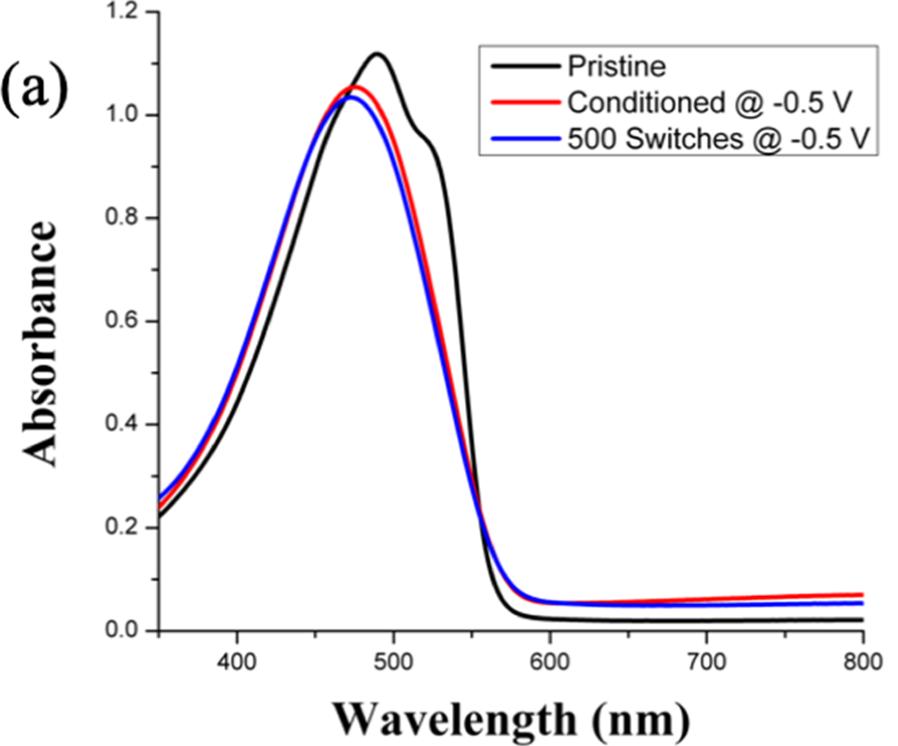 (a)
Pristine
Conditioned @ -0.5 V
500 Switches @ -0.5 V
Absorbance
1.2
1.0
0.8
0.6
0.4
0.2
0.0
400 500 600 700 800
Wavelength (nm)